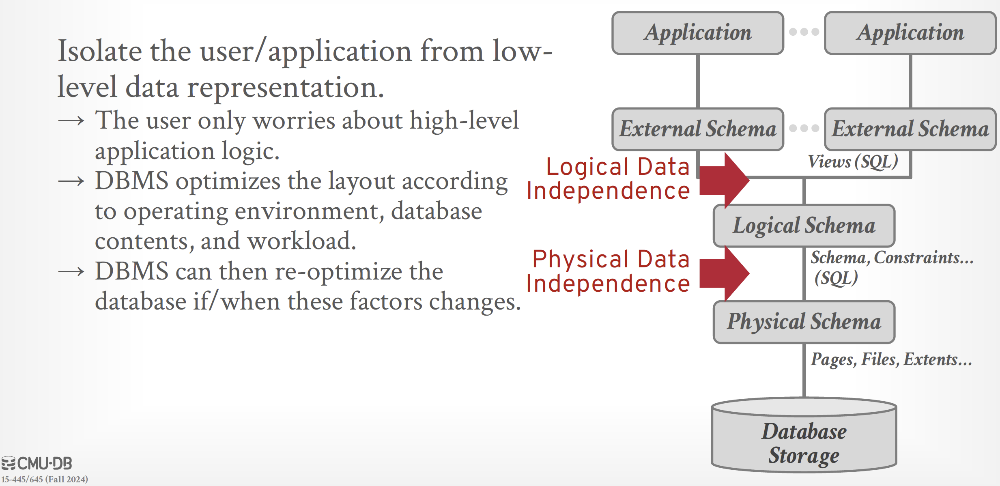 Isolate the user/application from low-
level data representation.
→ The user only worries about high-level
application logic.
→ DBMS optimizes the layout according
to operating environment, database
contents, and workload.
→ DBMS can then re-optimize the
database if/when these factors changes.
Application
Application
External Schema
External Schema
Views (SQL)
Logical Data
Independence
Logical Schema
Schema, Constraints...
(SQL)
Physical Data
Independence
Physical Schema
Pages, Files, Extents...
Database
Storage
CMU·DB
15-445/645 (Fall 2024)